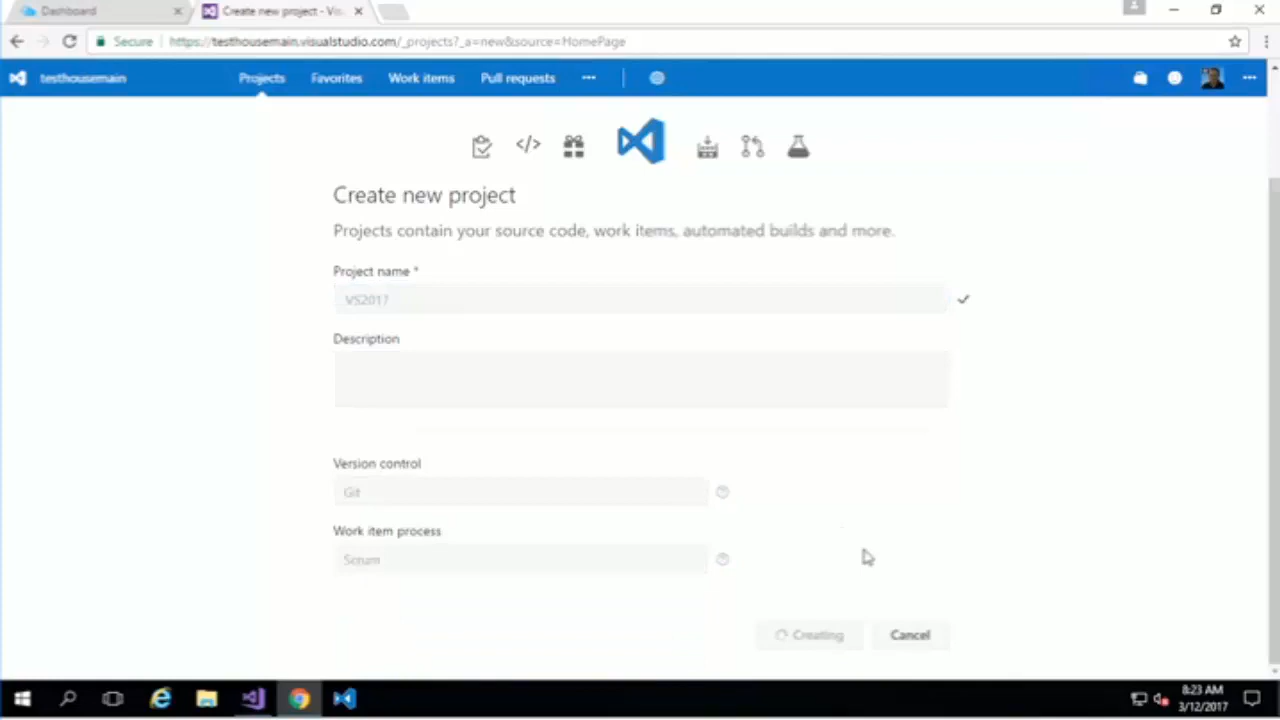 Dashboard
Create new project - Vis
Secure https://testhousemain.visualstudio.com/_projects?_a=new&source=HomePage
testhousemain Projects Favorites Work items Pull requests
Create new project
Projects contain your source code, work items, automated builds and more.
Project name *
VS2017
Description
Version control
Git
Work item process
Scrum
Creating Cancel
8:23 AM
3/12/2017